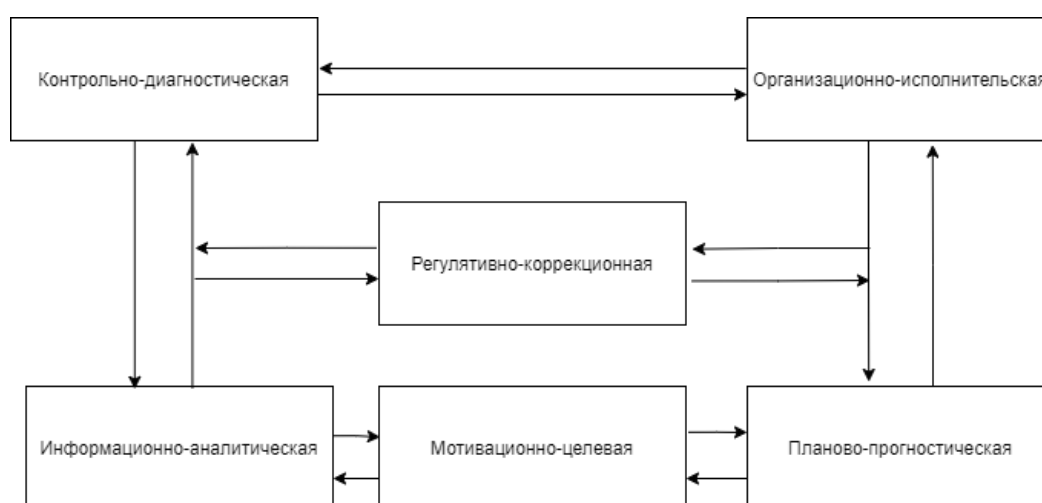 Контрольно-диагностическая
Организационно-исполнительская
Регулятивно-коррекционная
Информационно-аналитическая
Мотивационно-целевая
Планово-прогностическая